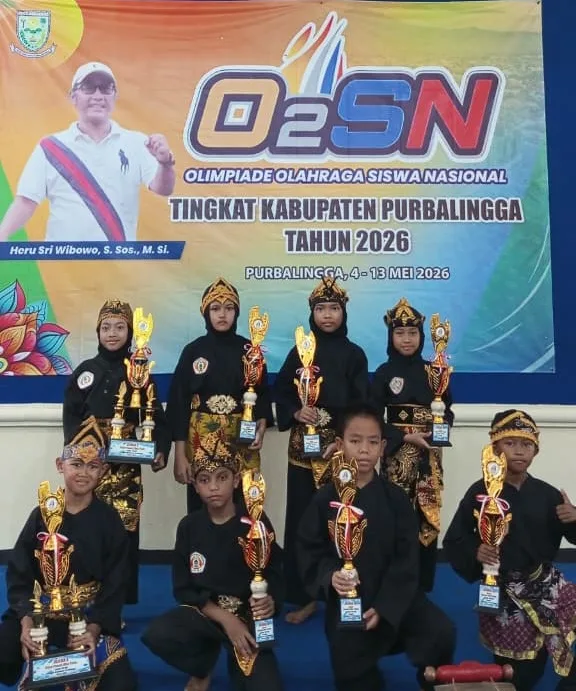 O2SN
OLIMPIADE OLAHRAGA SISWA NASIONAL
TINGKAT KABUPATEN PURBALINGGA
TAHUN 2026
PURBALINGGA, 4 - 13 MEI 2026
Heru Sri Wibowo, S. Sos., M. Si.